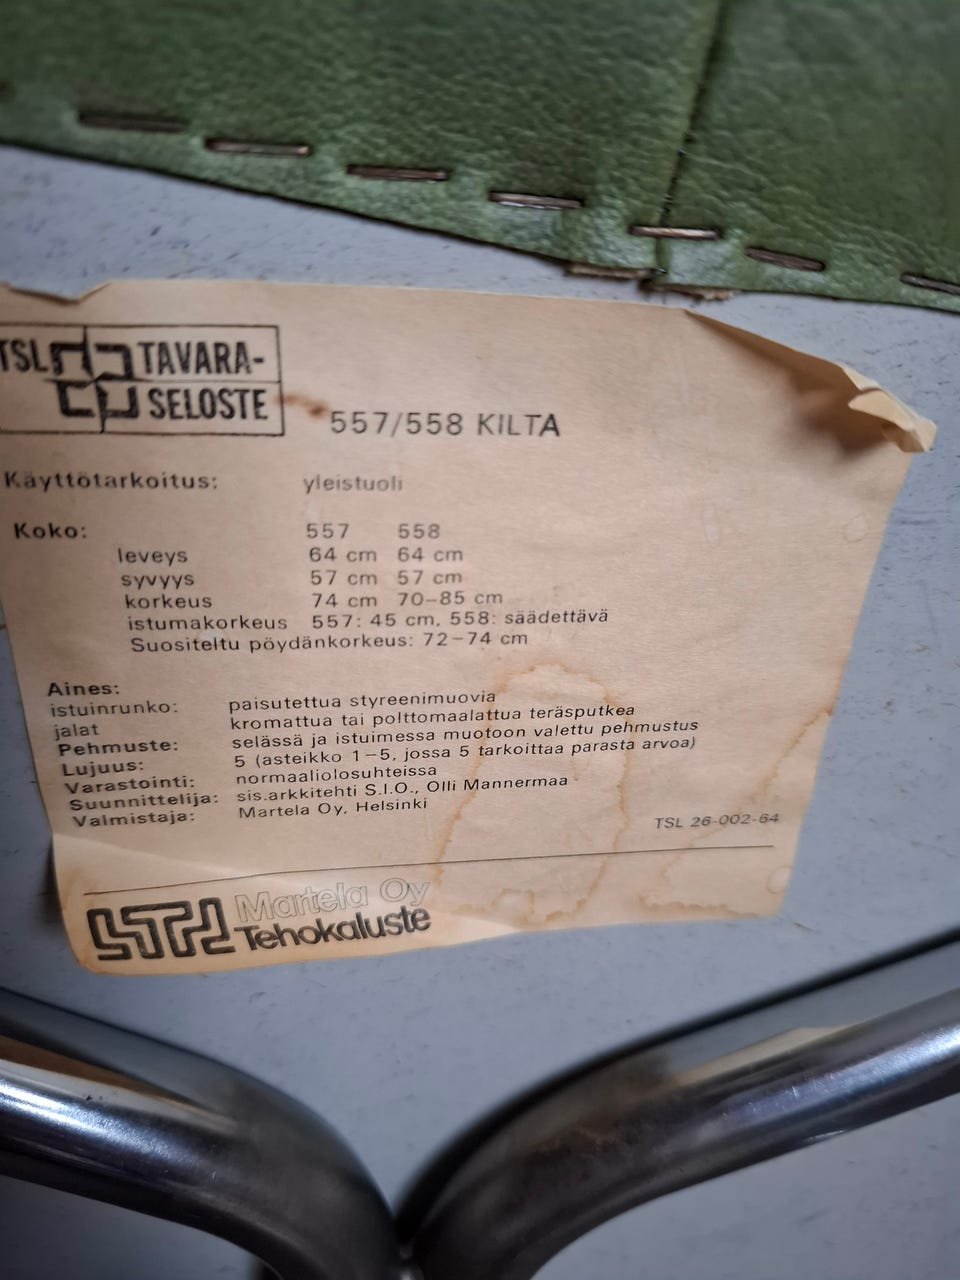 TSL TAVARA-
SELOSTE
557/558 KILTA
Käyttötarkoitus: yleistuoli
Koko: 557 558
leveys 64 cm 64 cm
syvyys 57 cm 57 cm
korkeus 74 cm 70–85 cm
istumakorkeus 557: 45 cm, 558: säädettävä
Suositeltu pöydänkorkeus: 72–74 cm
Aines:
istuinrunko: paisutettua styreenimuovia
jalat kromattua tai polttomaalattua teräsputkea
Pehmuste: selässä ja istuimessa muotoon valettu pehmustus
Lujuus: 5 (asteikko 1–5, jossa 5 tarkoittaa parasta arvoa)
Varastointi: normaaliolosuhteissa
Suunnittelija: sis.arkkitehti S.I.O., Olli Mannermaa
Valmistaja: Martela Oy, Helsinki
TSL 26-002-64
Martela Oy
Tehokaluste